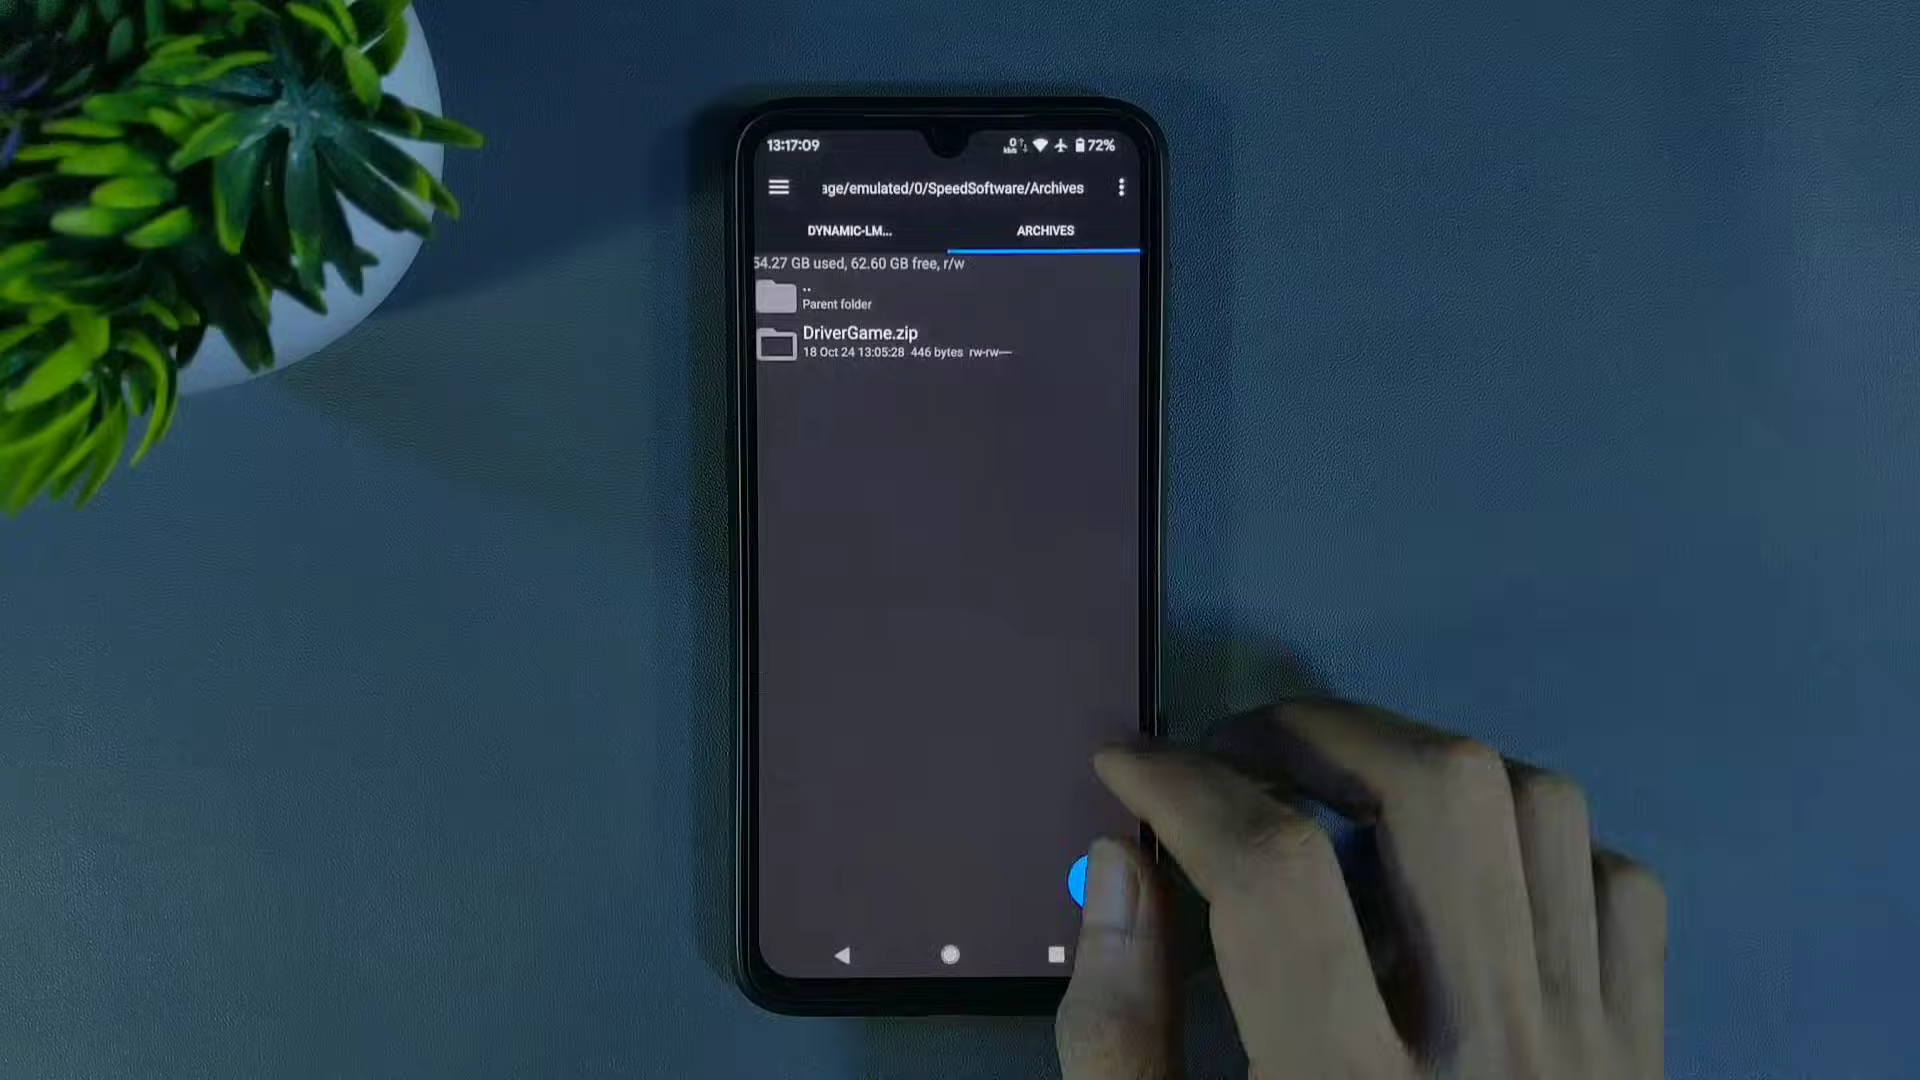 13:17:09
72%
age/emulated/0/SpeedSoftware/Archives
DYNAMIC-LM...
ARCHIVES
54.27 GB used, 62.60 GB free, r/w
..
Parent folder
DriverGame.zip
18 Oct 24 13:05:28 446 bytes rw-rw—